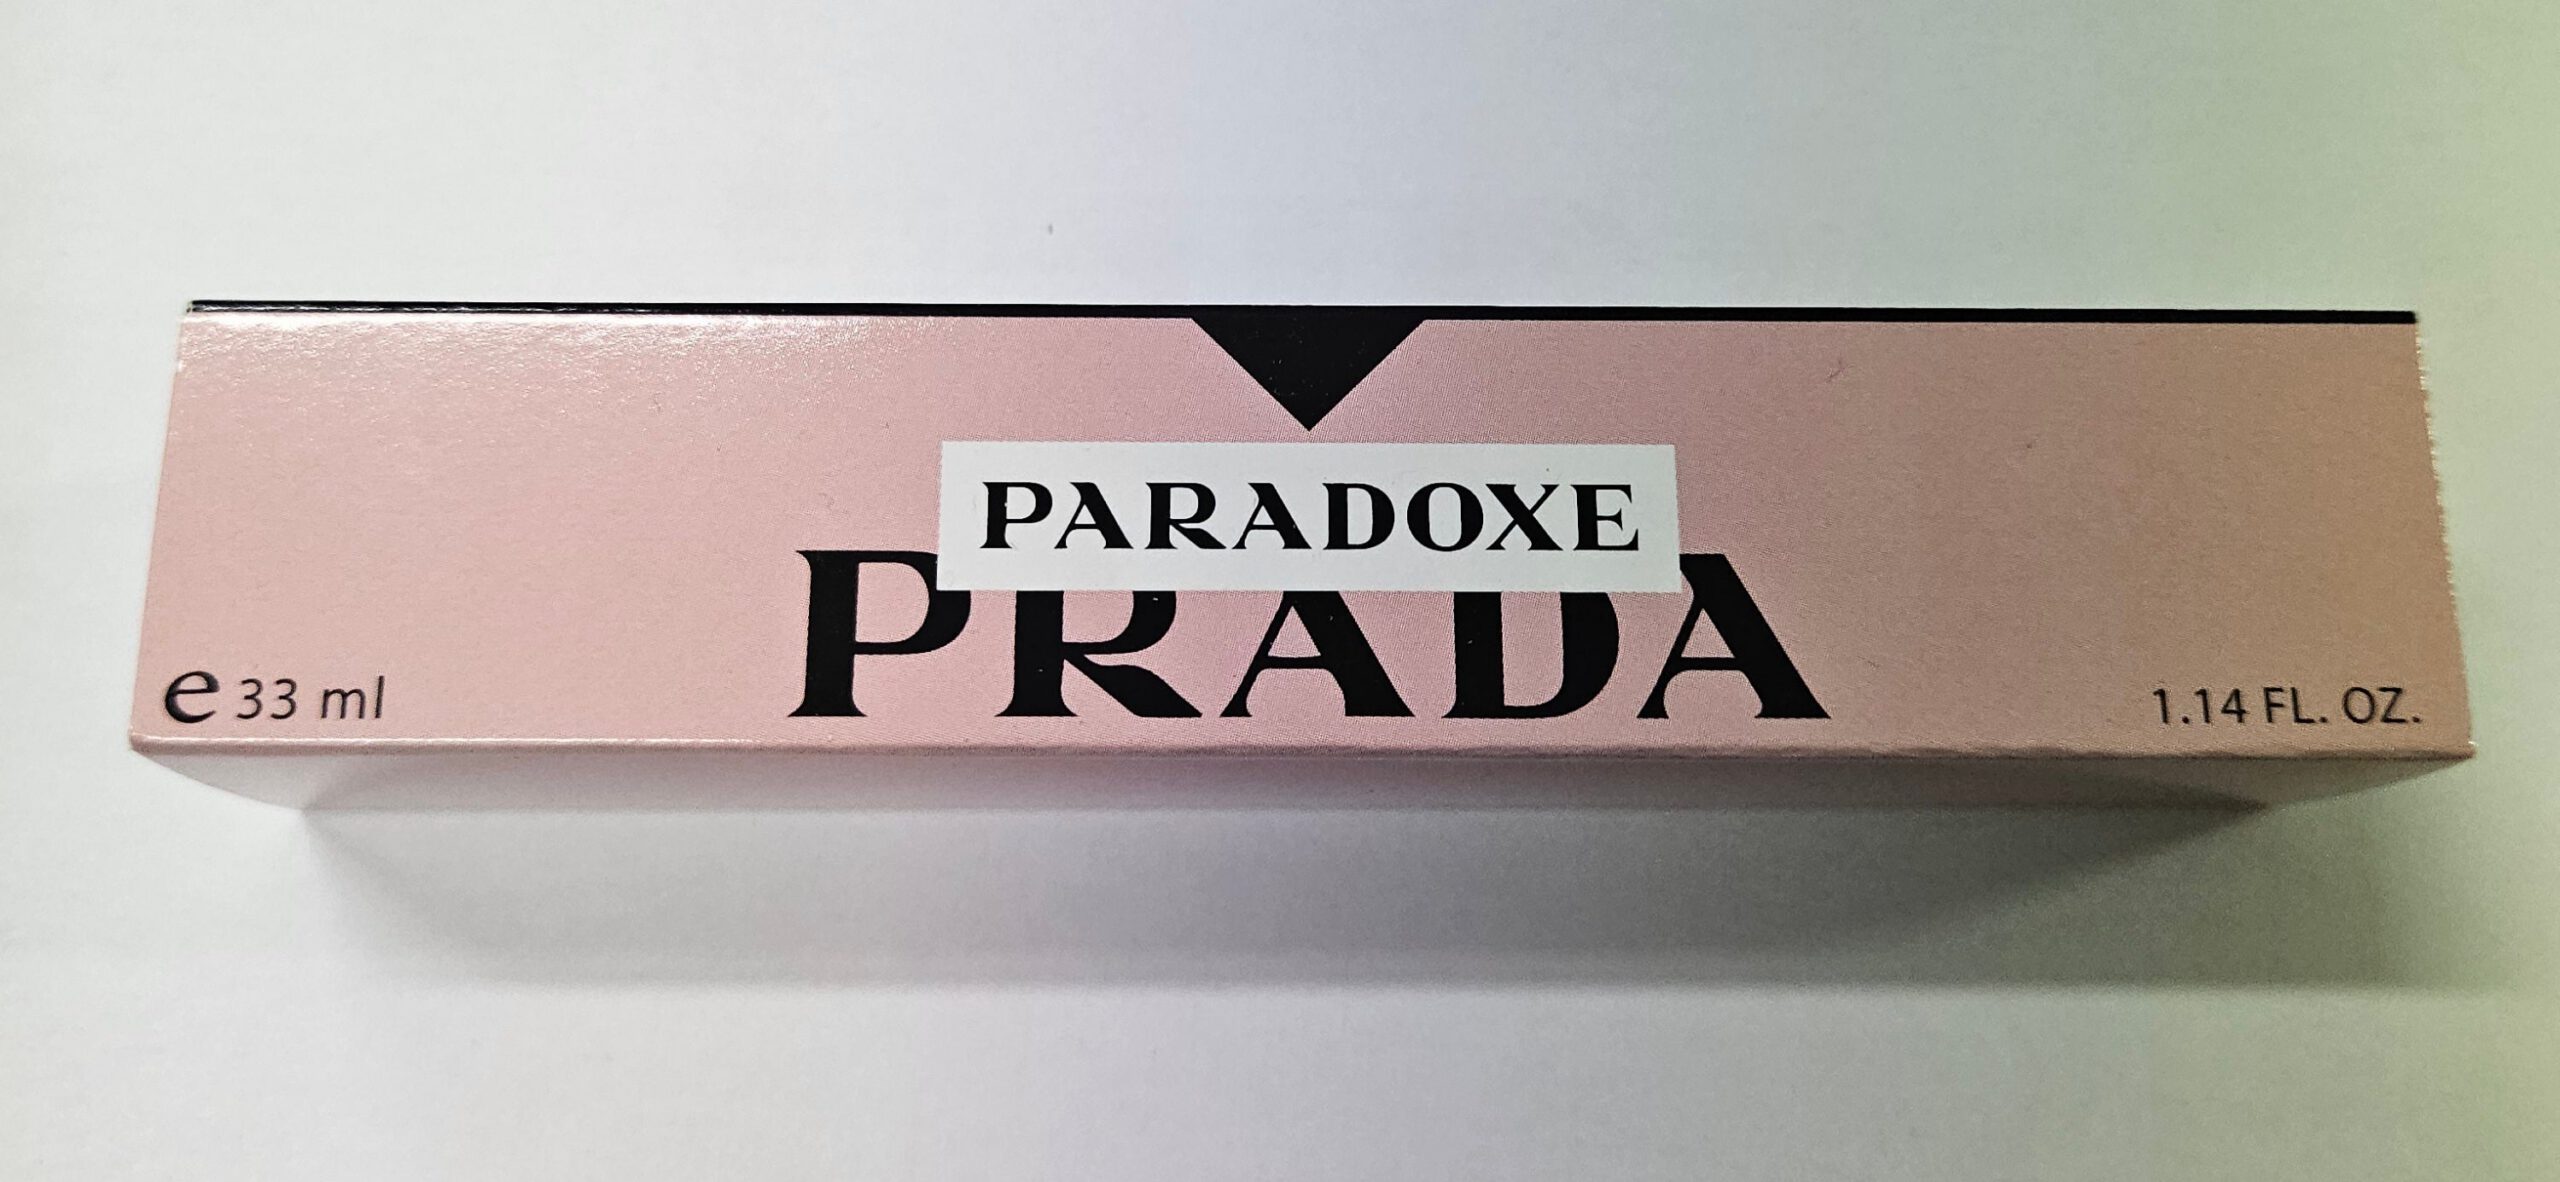 PARADOXE
PRADA
e 33 ml
1.14 FL. OZ.